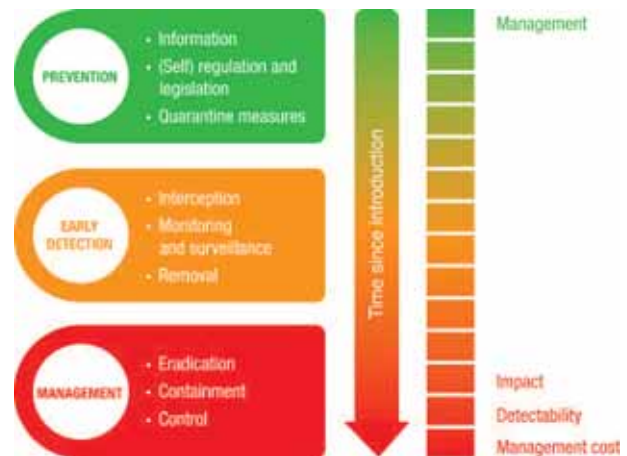 PREVENTION
• Information
• (Self) regulation and
legislation
• Quarantine measures
EARLY
DETECTION
• Interception
• Monitoring
and surveillance
• Removal
MANAGEMENT
• Eradication
• Containment
• Control
Time since introduction
Management
Impact
Detectability
Management cost